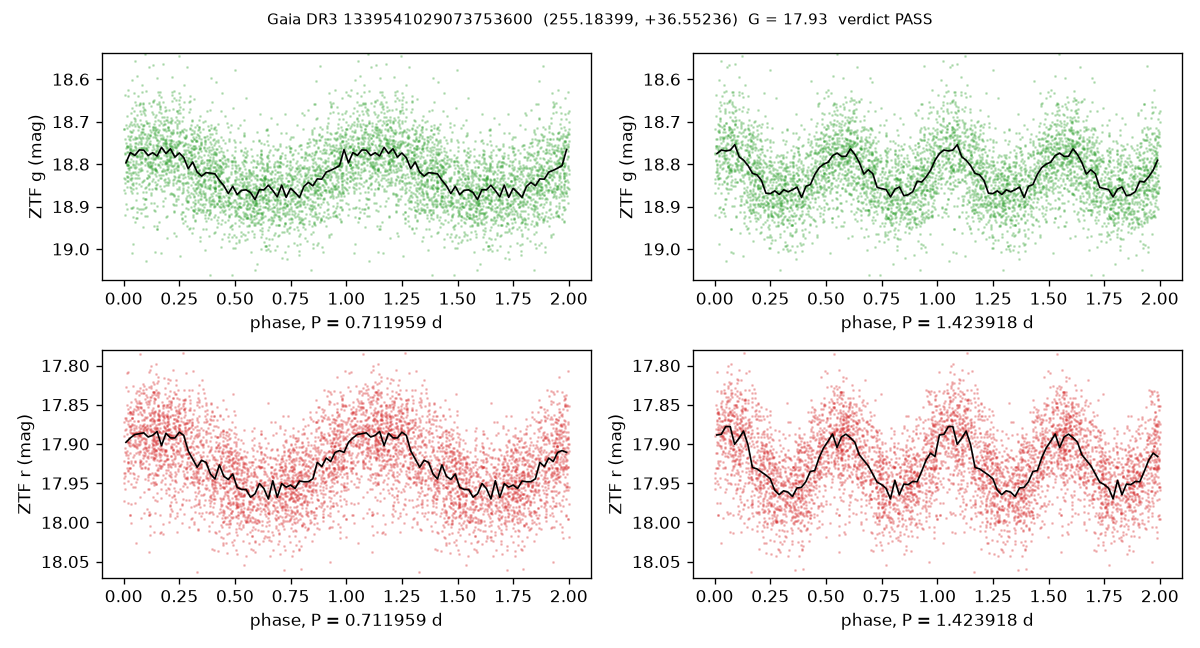 Gaia DR3 1339541029073753600 (255.18399, +36.55236) G = 17.93 verdict PASS
18.6
18.7
18.8
18.9
19.0
ZTF g (mag)
0.00 0.25 0.50 0.75 1.00 1.25 1.50 1.75 2.00
phase, P = 0.711959 d
18.6
18.7
18.8
18.9
19.0
ZTF g (mag)
0.00 0.25 0.50 0.75 1.00 1.25 1.50 1.75 2.00
phase, P = 1.423918 d
17.80
17.85
17.90
17.95
18.00
18.05
ZTF r (mag)
0.00 0.25 0.50 0.75 1.00 1.25 1.50 1.75 2.00
phase, P = 0.711959 d
17.80
17.85
17.90
17.95
18.00
18.05
ZTF r (mag)
0.00 0.25 0.50 0.75 1.00 1.25 1.50 1.75 2.00
phase, P = 1.423918 d